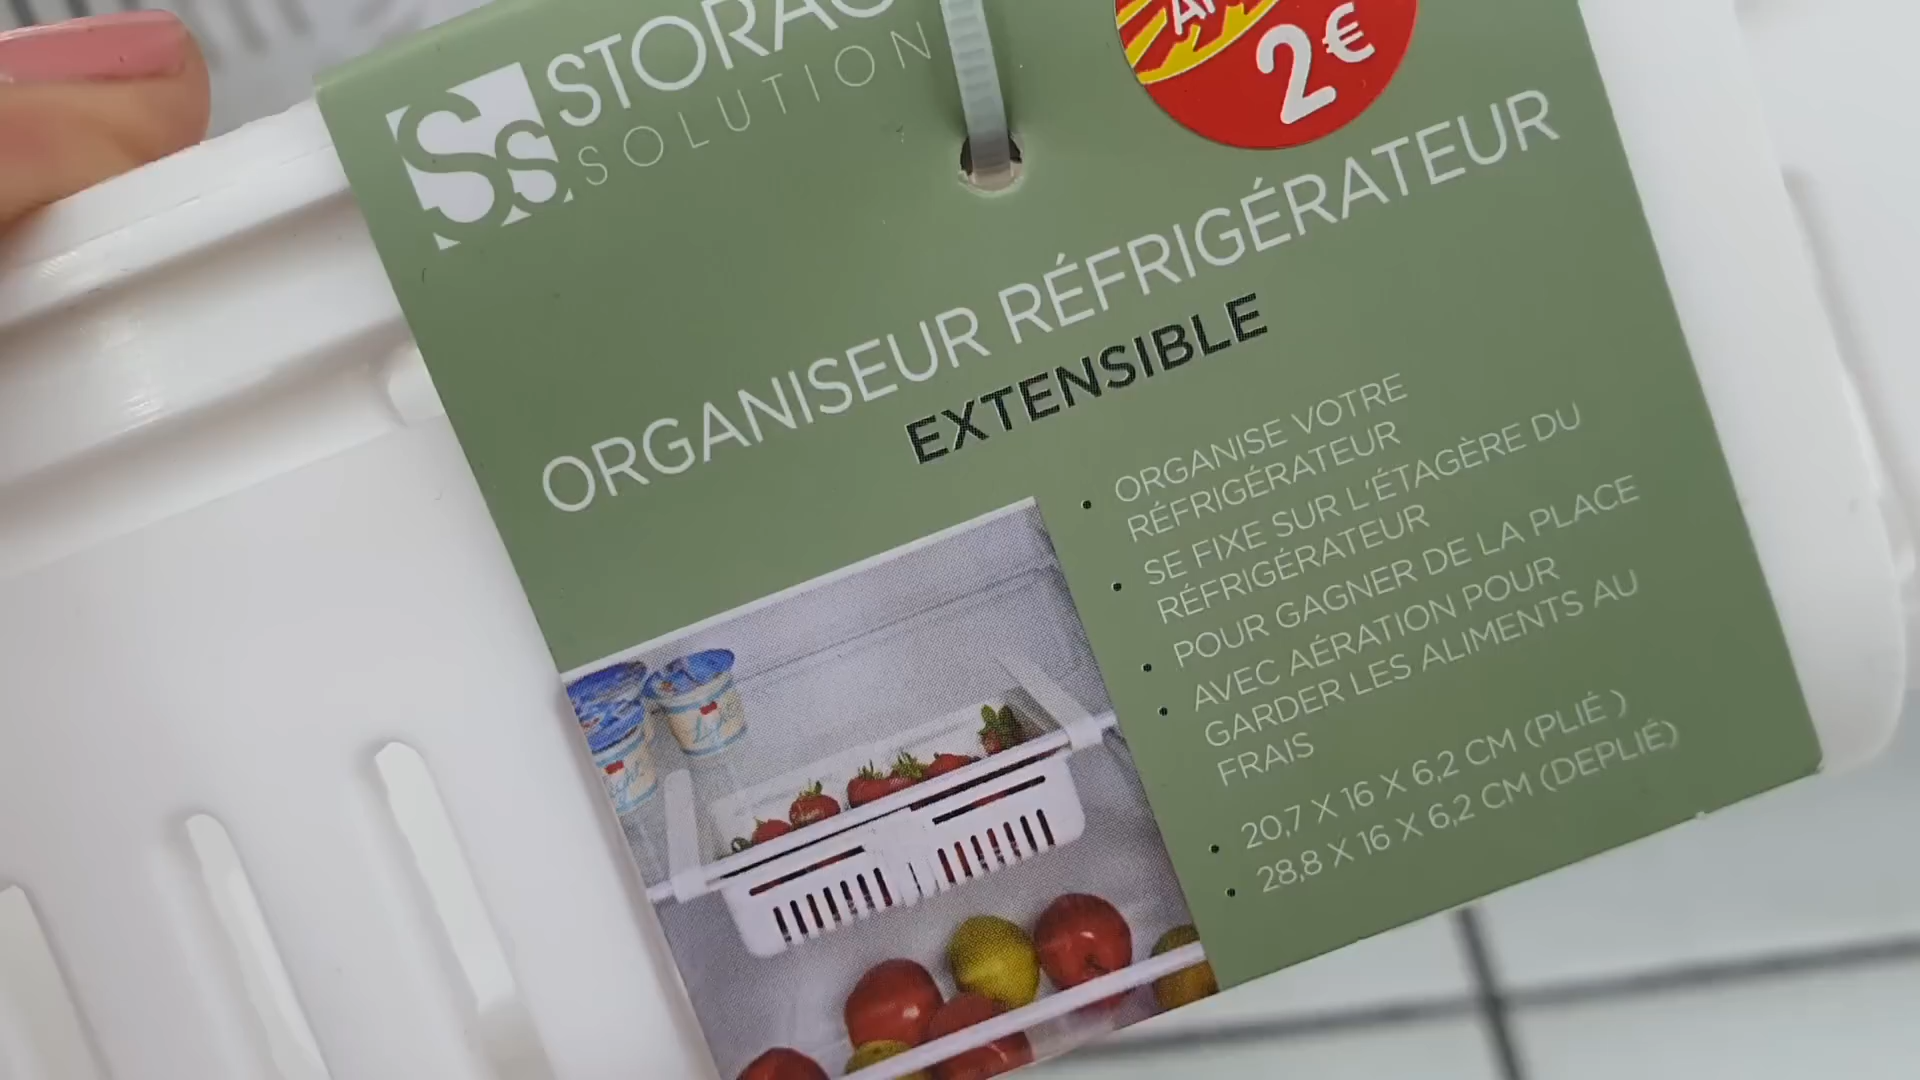 Ss
SOLUTION
2€
ORGANISEUR RÉFRIGÉRATEUR
EXTENSIBLE
• ORGANISE VOTRE
RÉFRIGÉRATEUR
• SE FIXE SUR L'ÉTAGÈRE DU
RÉFRIGÉRATEUR
• POUR GAGNER DE LA PLACE
• AVEC AÉRATION POUR
GARDER LES ALIMENTS AU
FRAIS
• 20,7 X 16 X 6,2 CM (PLIÉ )
• 28,8 X 16 X 6,2 CM (DEPLIÉ)